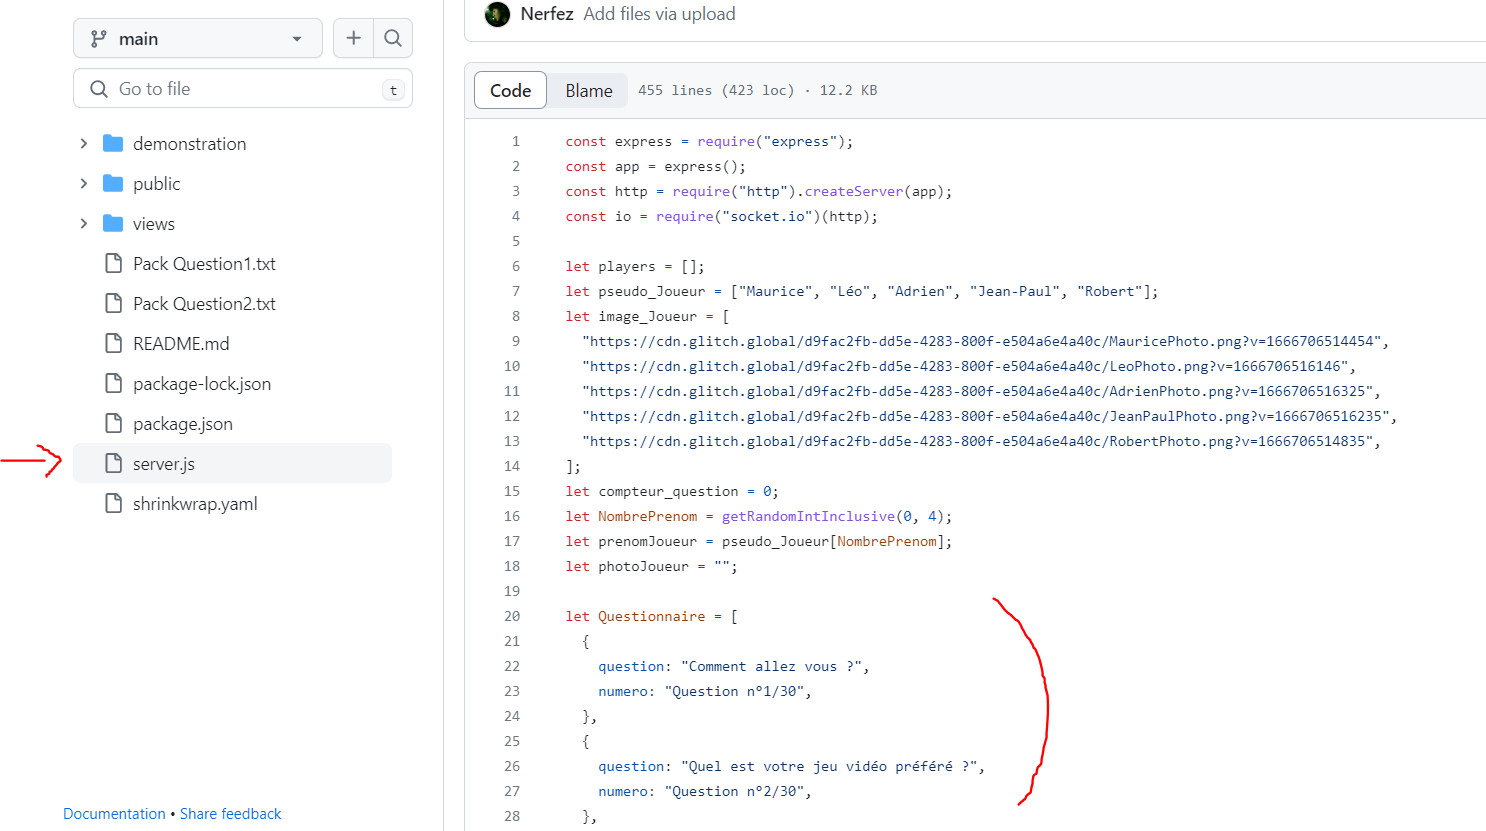 main
Go to file
t
demonstration
public
views
Pack Question1.txt
Pack Question2.txt
README.md
package-lock.json
package.json
server.js
shrinkwrap.yaml
Documentation • Share feedback
Nerfez Add files via upload
Code Blame 455 lines (423 loc) · 12.2 KB
1 const express = require("express");
2 const app = express();
3 const http = require("http").createServer(app);
4 const io = require("socket.io")(http);
5
6 let players = [];
7 let pseudo_Joueur = ["Maurice", "Léo", "Adrien", "Jean-Paul", "Robert"];
8 let image_Joueur = [
9 "https://cdn.glitch.global/d9fac2fb-dd5e-4283-800f-e504a6e4a40c/MauricePhoto.png?v=1666706514454",
10 "https://cdn.glitch.global/d9fac2fb-dd5e-4283-800f-e504a6e4a40c/LeoPhoto.png?v=1666706516146",
11 "https://cdn.glitch.global/d9fac2fb-dd5e-4283-800f-e504a6e4a40c/AdrienPhoto.png?v=1666706516325",
12 "https://cdn.glitch.global/d9fac2fb-dd5e-4283-800f-e504a6e4a40c/JeanPaulPhoto.png?v=1666706516235",
13 "https://cdn.glitch.global/d9fac2fb-dd5e-4283-800f-e504a6e4a40c/RobertPhoto.png?v=1666706514835",
14 ];
15 let compteur_question = 0;
16 let NombrePrenom = getRandomIntInclusive(0, 4);
17 let prenomJoueur = pseudo_Joueur[NombrePrenom];
18 let photoJoueur = "";
19
20 let Questionnaire = [
21 {
22 question: "Comment allez vous ?",
23 numero: "Question n°1/30",
24 },
25 {
26 question: "Quel est votre jeu vidéo préféré ?",
27 numero: "Question n°2/30",
28 },